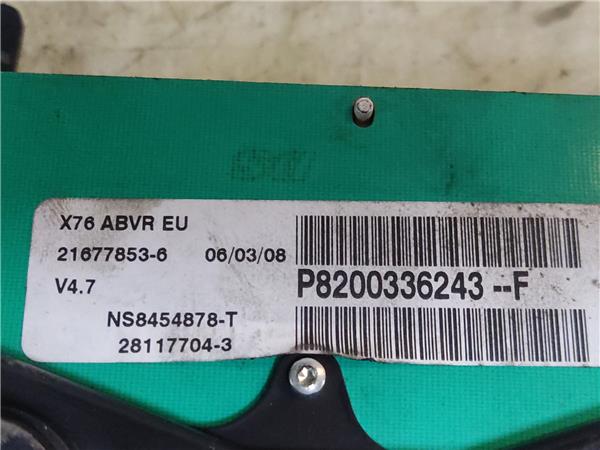 X76 ABVR EU
21677853-6 06/03/08
V4.7
P8200336243 --F
NS8454878-T
28117704-3